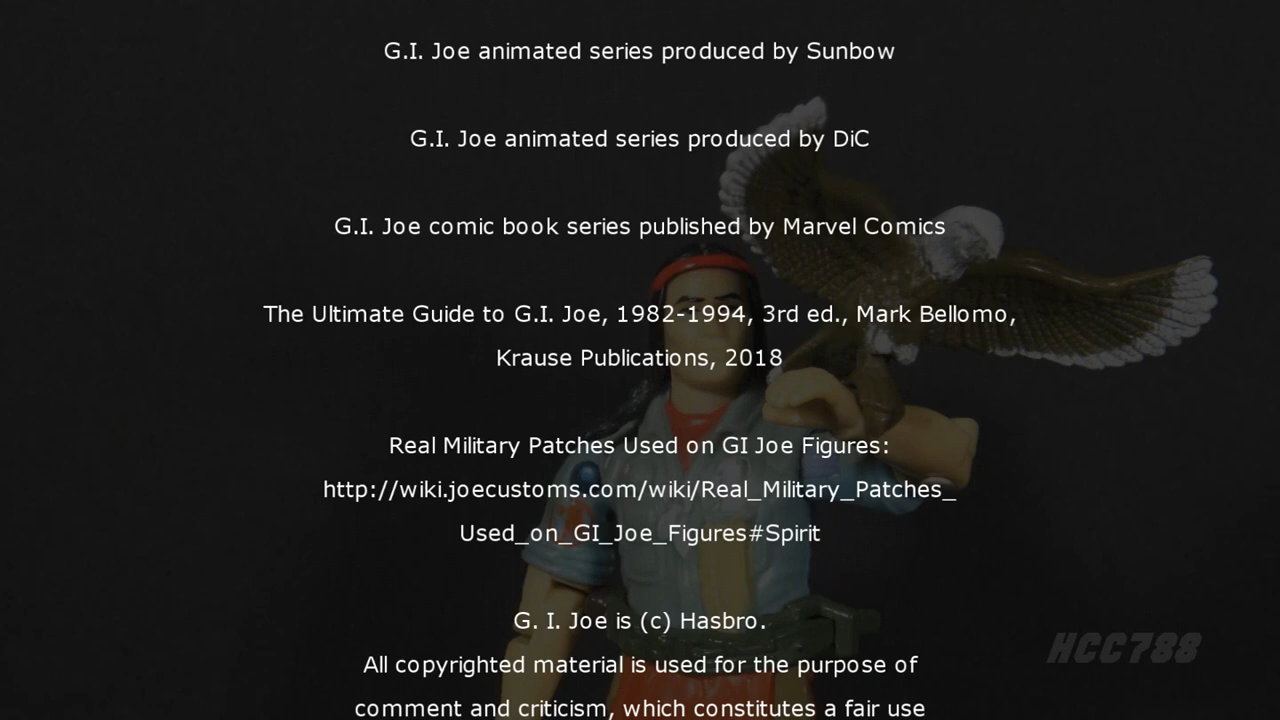 G.I. Joe animated series produced by Sunbow
G.I. Joe animated series produced by DiC
G.I. Joe comic book series published by Marvel Comics
The Ultimate Guide to G.I. Joe, 1982-1994, 3rd ed., Mark Bellomo,
Krause Publications, 2018
Real Military Patches Used on GI Joe Figures:
http://wiki.joecustoms.com/wiki/Real_Military_Patches_
Used_on_GI_Joe_Figures#Spirit
G. I. Joe is (c) Hasbro.
HCC788
All copyrighted material is used for the purpose of
comment and criticism, which constitutes a fair use